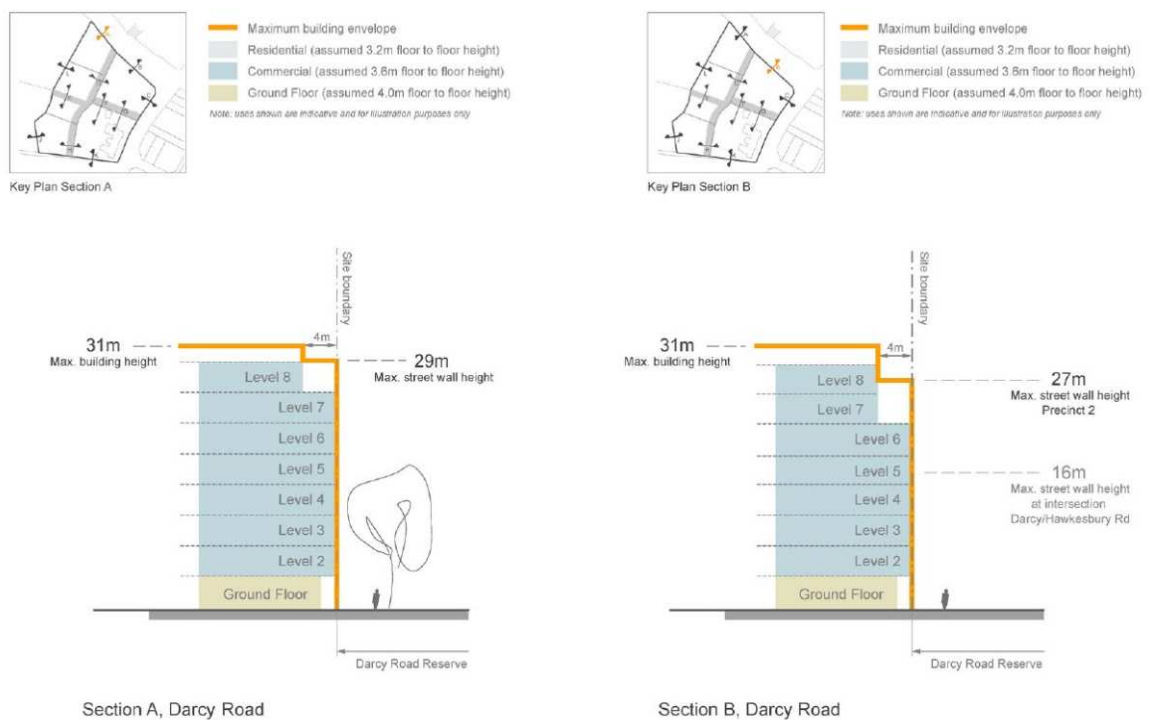 Maximum building envelope
Residential (assumed 3.2m floor to floor height)
Commercial (assumed 3.6m floor to floor height)
Ground Floor (assumed 4.0m floor to floor height)
Note: uses shown are indicative and for illustration purposes only
Key Plan Section A
Maximum building envelope
Residential (assumed 3.2m floor to floor height)
Commercial (assumed 3.6m floor to floor height)
Ground Floor (assumed 4.0m floor to floor height)
Note: uses shown are indicative and for illustration purposes only
Key Plan Section B
Site boundary
31m
Max. building height
4m
29m
Max. street wall height
Level 8
Level 7
Level 6
Level 5
Level 4
Level 3
Level 2
Ground Floor
Darcy Road Reserve
Section A, Darcy Road
Site boundary
31m
Max. building height
4m
27m
Max. street wall height
Precinct 2
16m
Max. street wall height
at intersection
Darcy/Hawkesbury Rd
Level 8
Level 7
Level 6
Level 5
Level 4
Level 3
Level 2
Ground Floor
Darcy Road Reserve
Section B, Darcy Road